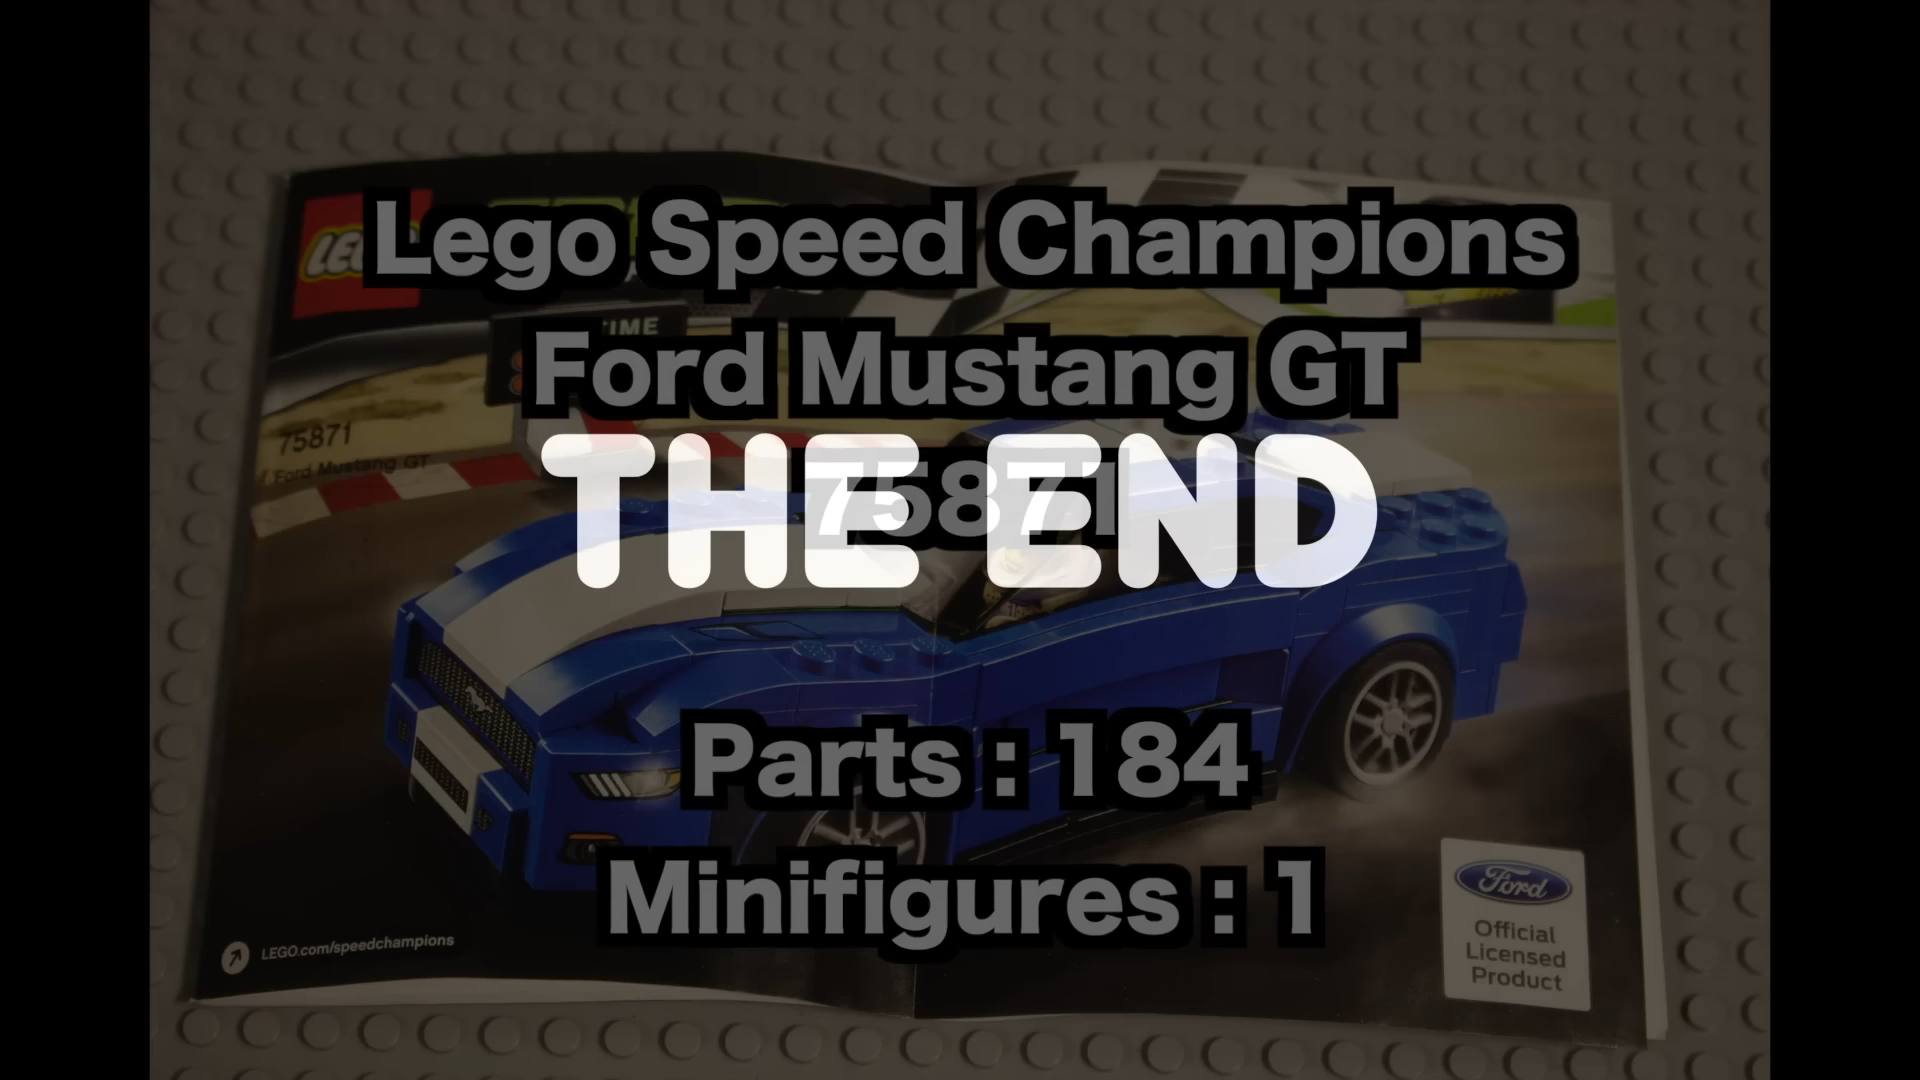 Lego Speed Champions
LEGO
Ford Mustang GT
TIME
75871
Ford Mustang GT
THE END
75871
Parts : 184
Minifigures : 1
LEGO.com/speedchampions
Ford
Official
Licensed
Product